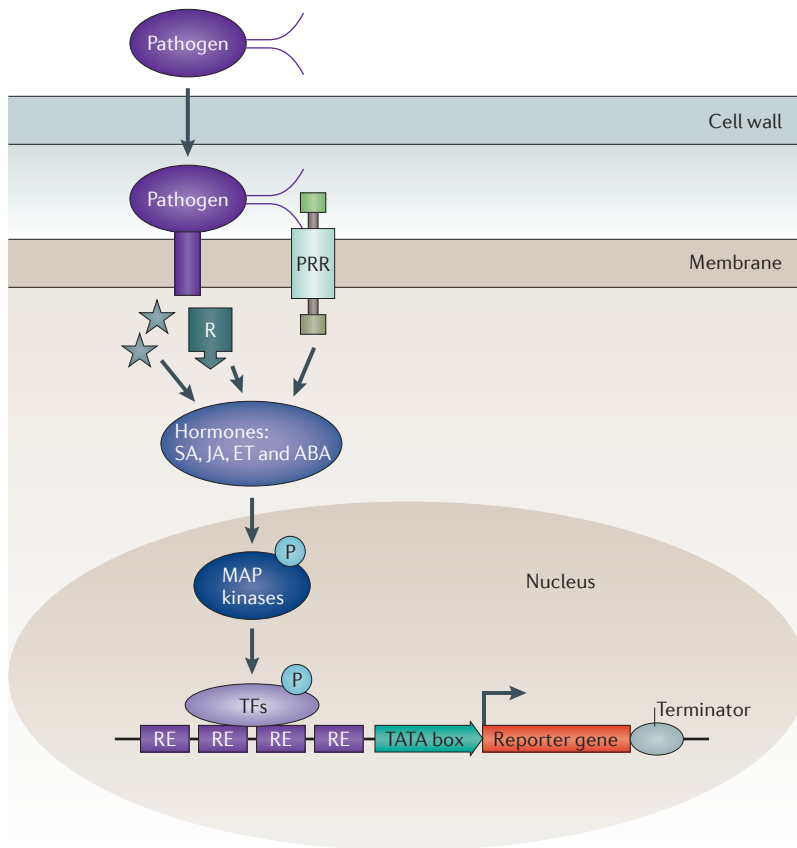 Pathogen
Cell wall
Pathogen
PRR
Membrane
R
Hormones:
SA, JA, ET and ABA
P
MAP
kinases
Nucleus
P
TFs
Terminator
RE RE RE RE TATA box Reporter gene